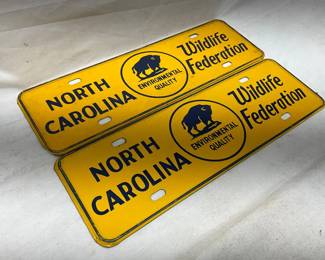 NORTH
CAROLINA
ENVIRONMENTAL
QUALITY
Wildlife
Federation
NORTH
CAROLINA
ENVIRONMENTAL
QUALITY
Wildlife
Federation